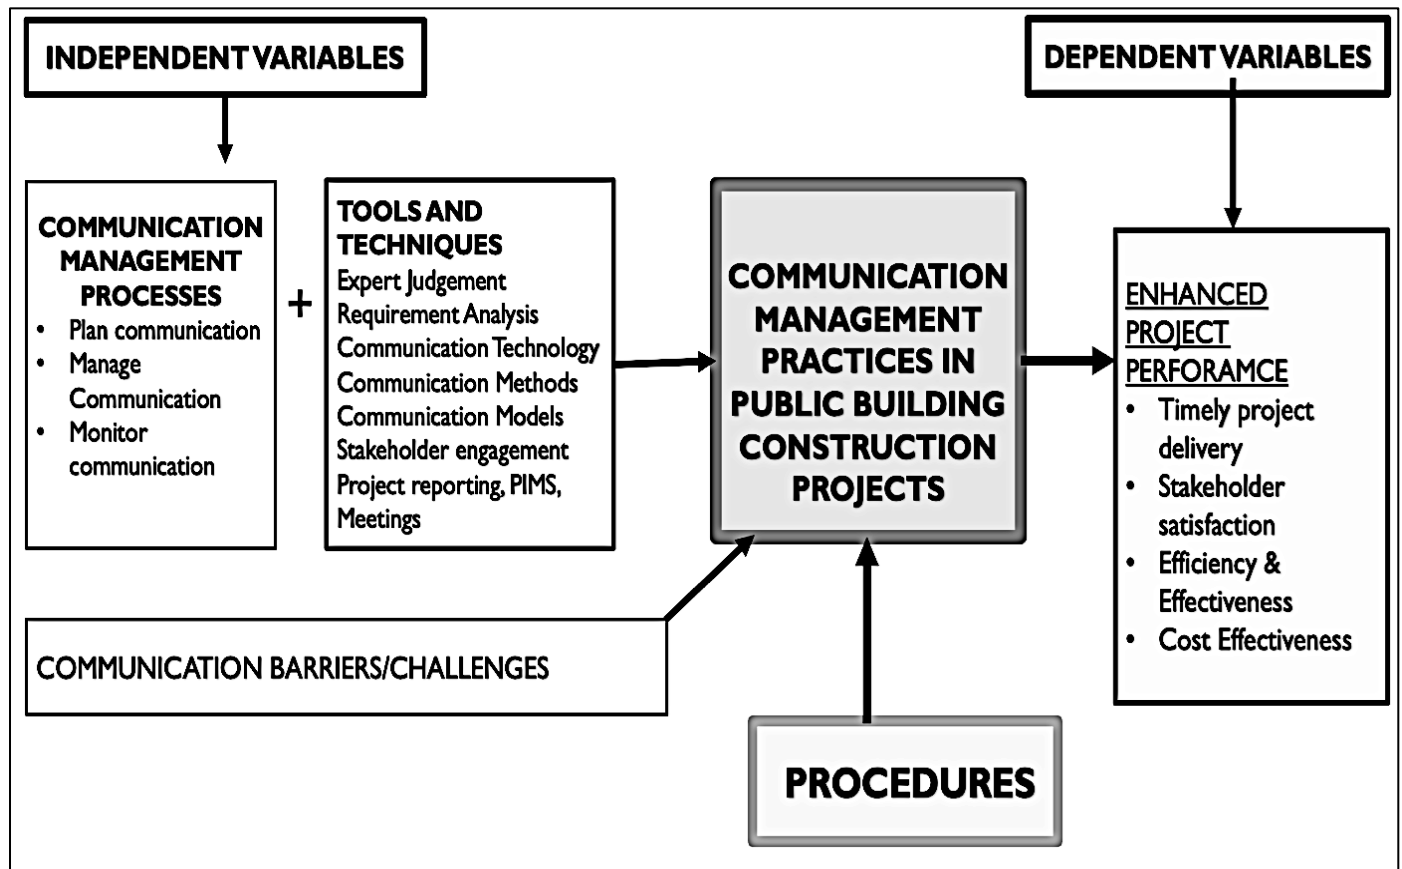 INDEPENDENT VARIABLES
DEPENDENT VARIABLES
COMMUNICATION
MANAGEMENT
PROCESSES
• Plan communication
• Manage
Communication
• Monitor
communication
+
TOOLS AND
TECHNIQUES
Expert Judgement
Requirement Analysis
Communication Technology
Communication Methods
Communication Models
Stakeholder engagement
Project reporting, PIMS,
Meetings
COMMUNICATION
MANAGEMENT
PRACTICES IN
PUBLIC BUILDING
CONSTRUCTION
PROJECTS
ENHANCED
PROJECT
PERFORAMCE
• Timely project
delivery
• Stakeholder
satisfaction
• Efficiency &
Effectiveness
• Cost Effectiveness
COMMUNICATION BARRIERS/CHALLENGES
PROCEDURES